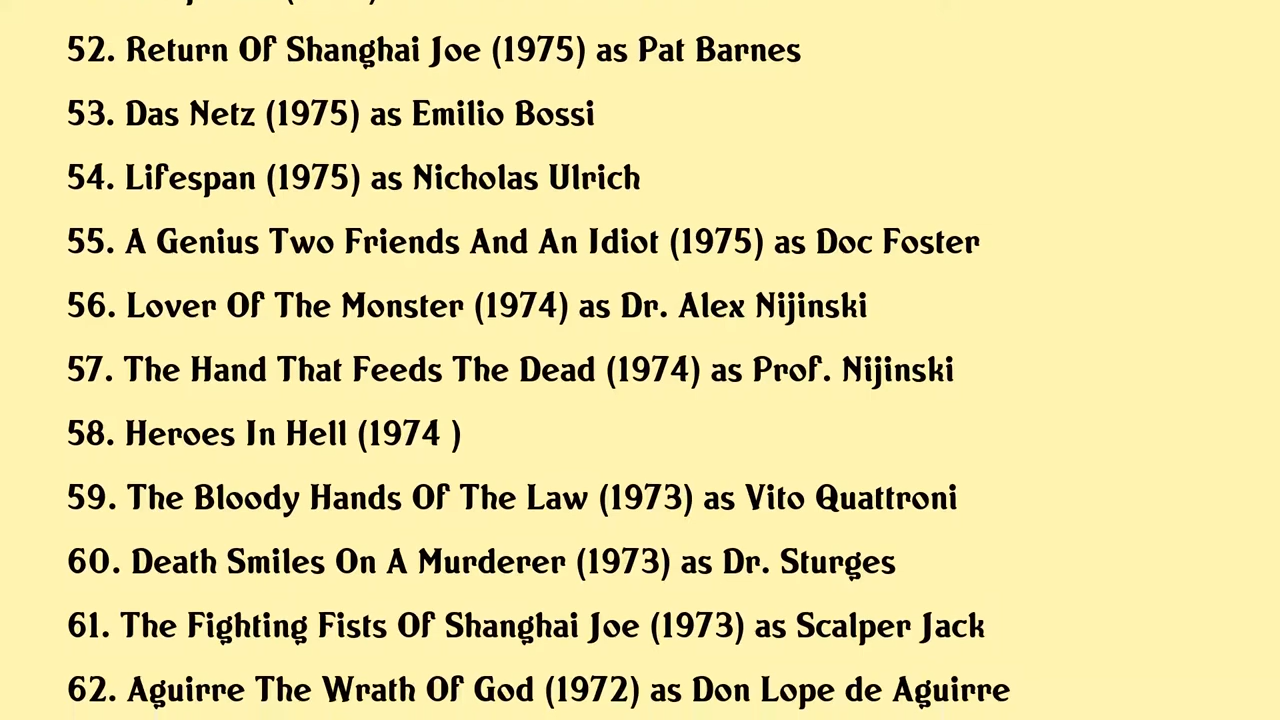 52. Return Of Shanghai Joe (1975) as Pat Barnes
53. Das Netz (1975) as Emilio Bossi
54. Lifespan (1975) as Nicholas Ulrich
55. A Genius Two Friends And An Idiot (1975) as Doc Foster
56. Lover Of The Monster (1974) as Dr. Alex Nijinski
57. The Hand That Feeds The Dead (1974) as Prof. Nijinski
58. Heroes In Hell (1974 )
59. The Bloody Hands Of The Law (1973) as Vito Quattroni
60. Death Smiles On A Murderer (1973) as Dr. Sturges
61. The Fighting Fists Of Shanghai Joe (1973) as Scalper Jack
62. Aguirre The Wrath Of God (1972) as Don Lope de Aguirre